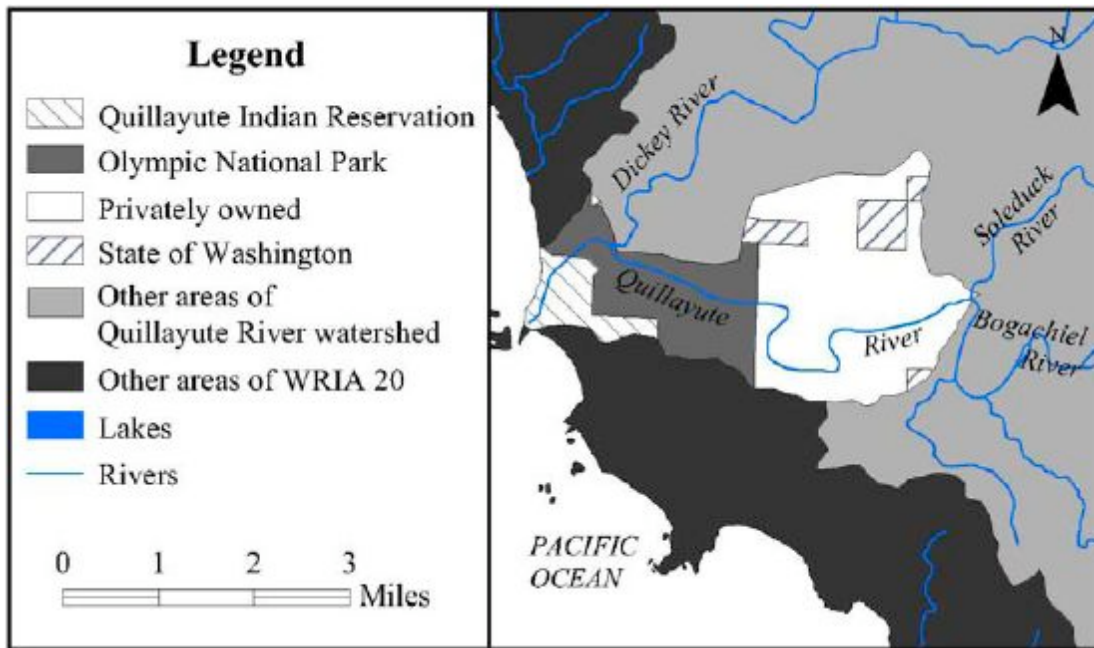 Legend
Quillayute Indian Reservation
Olympic National Park
Privately owned
State of Washington
Other areas of
Quillayute River watershed
Other areas of WRIA 20
Lakes
Rivers
0 1 2 3
Miles
N
Dickey River
Soleduck
River
Quillayute
River
Bogachiel
River
PACIFIC
OCEAN